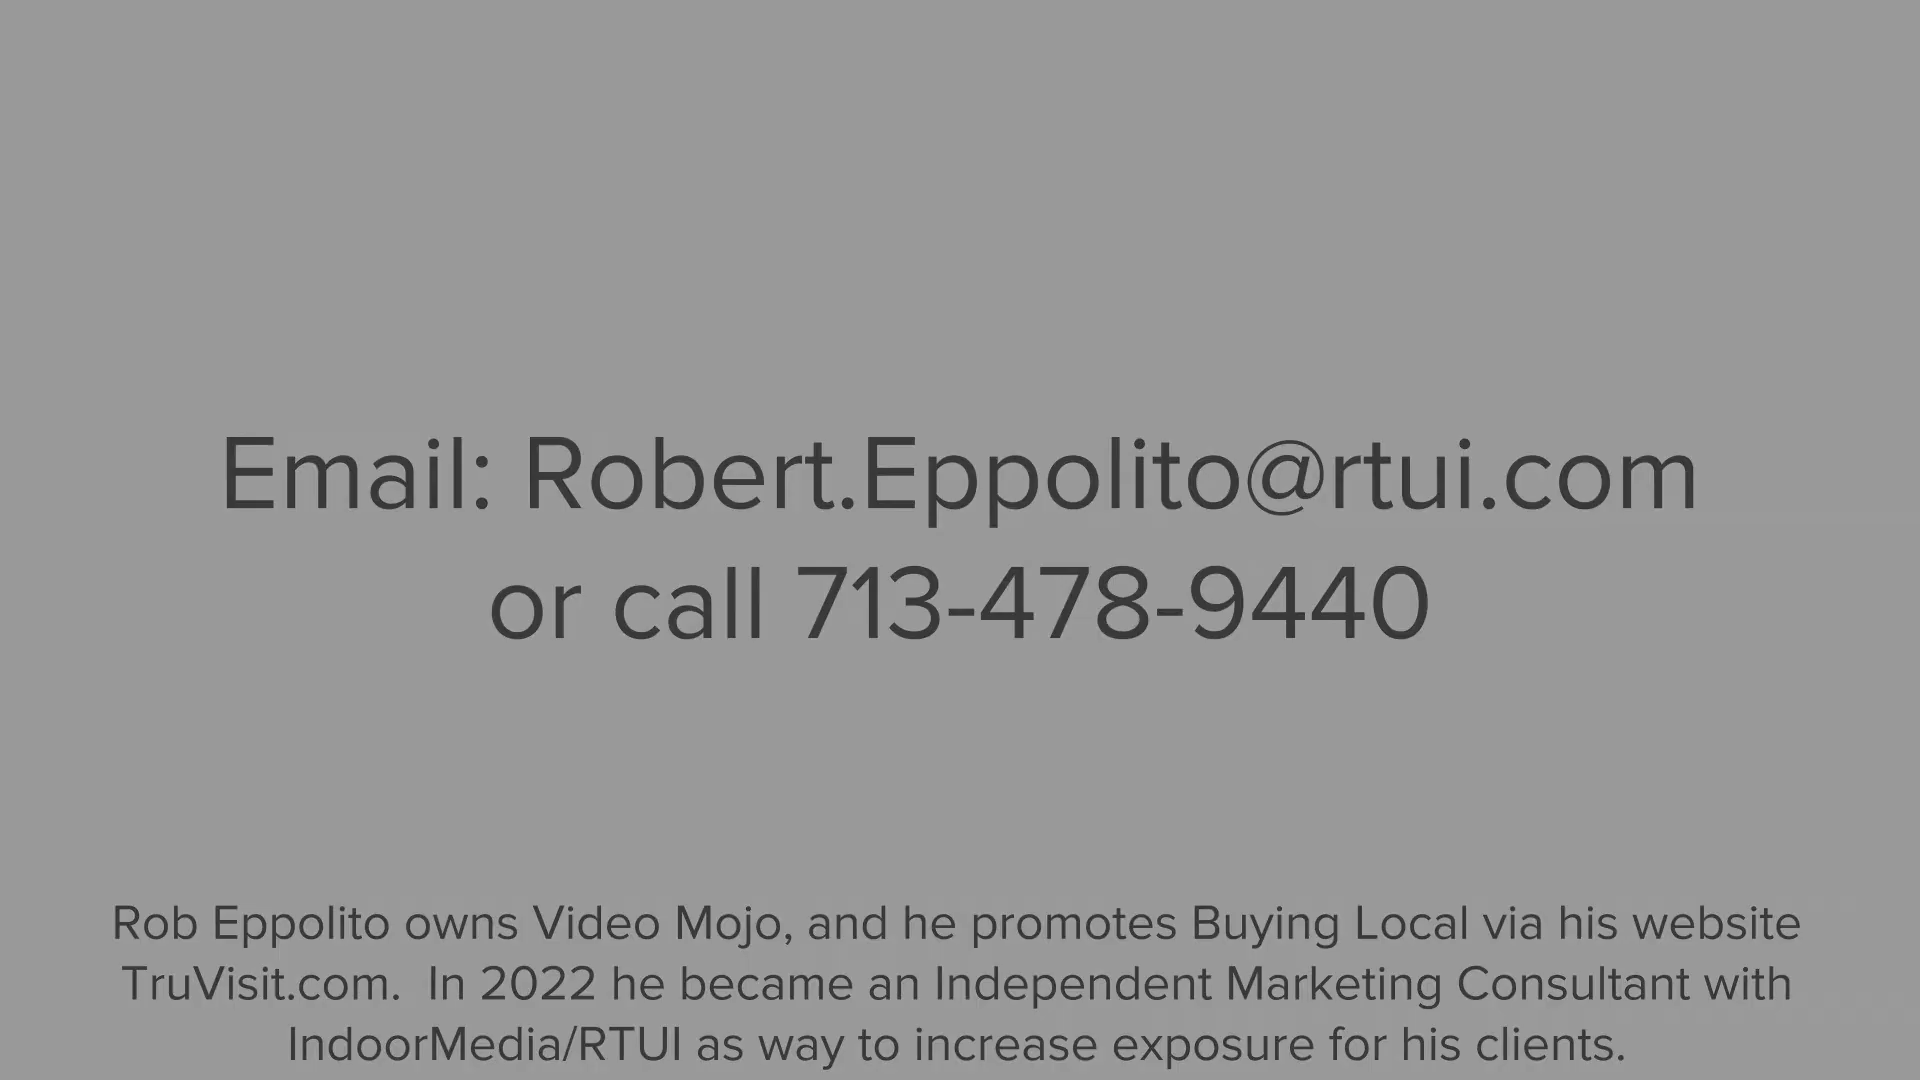 Email: Robert.Eppolito@rtui.com
or call 713-478-9440
Rob Eppolito owns Video Mojo, and he promotes Buying Local via his website
TruVisit.com.  In 2022 he became an Independent Marketing Consultant with
IndoorMedia/RTUI as way to increase exposure for his clients.